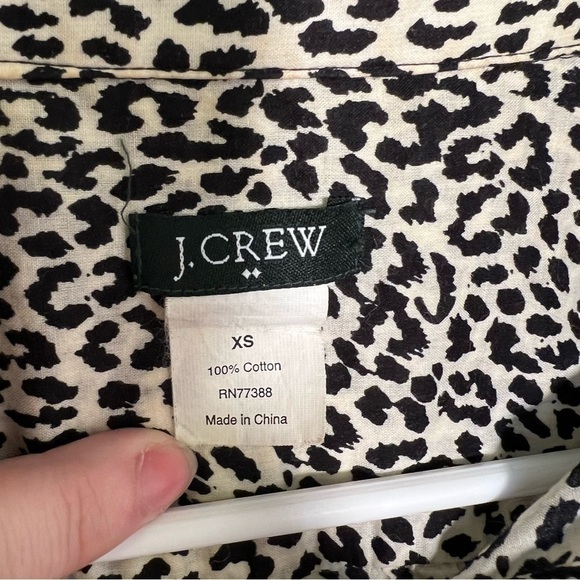 J.CREW
XS
100% Cotton
RN77388
Made in China